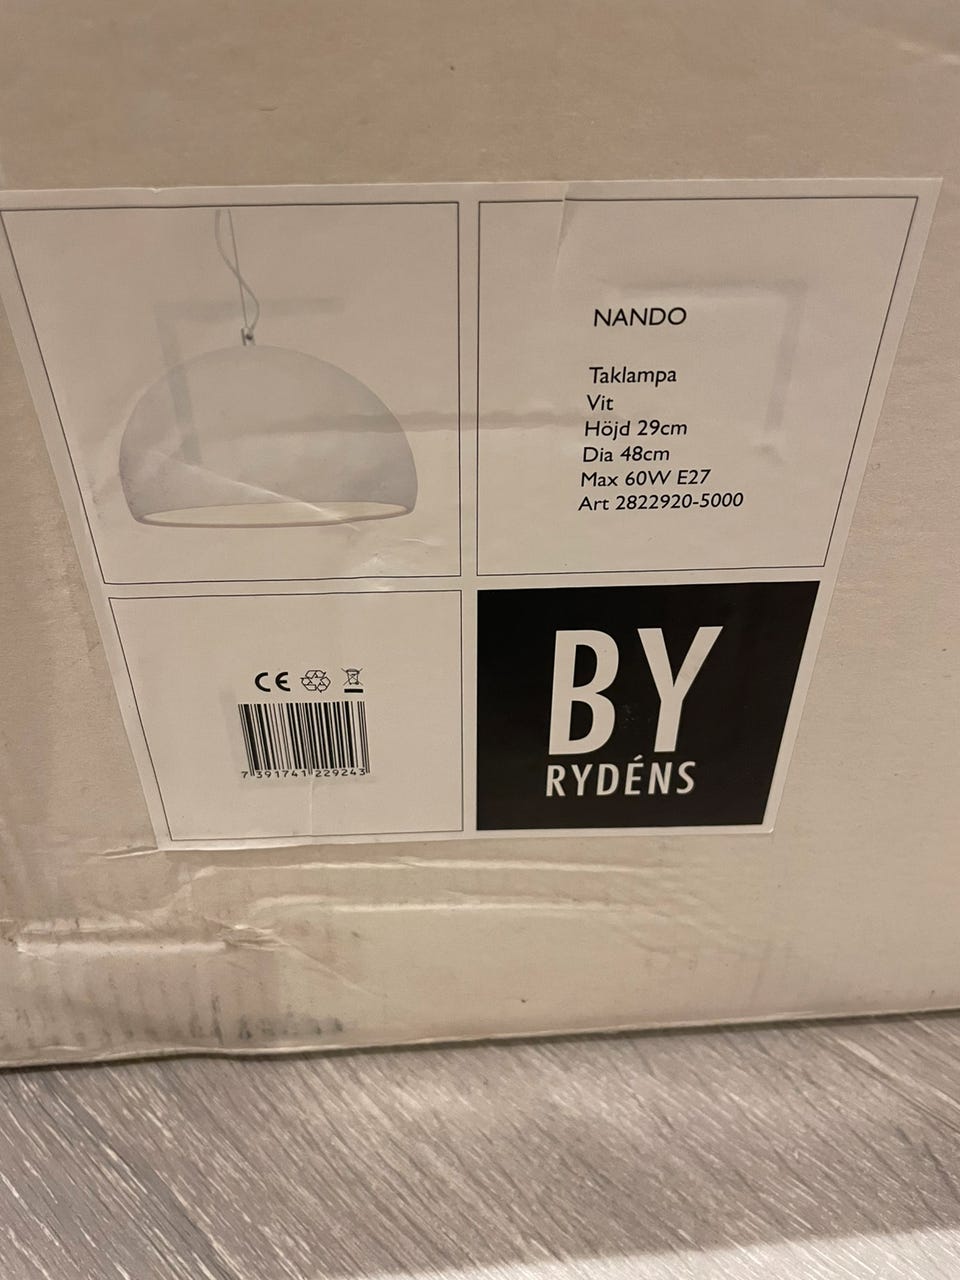 NANDO
Taklampa
Vit
Höjd 29cm
Dia 48cm
Max 60W E27
Art 2822920-5000
CE
7 391741 229243
BY
RYDÉNS